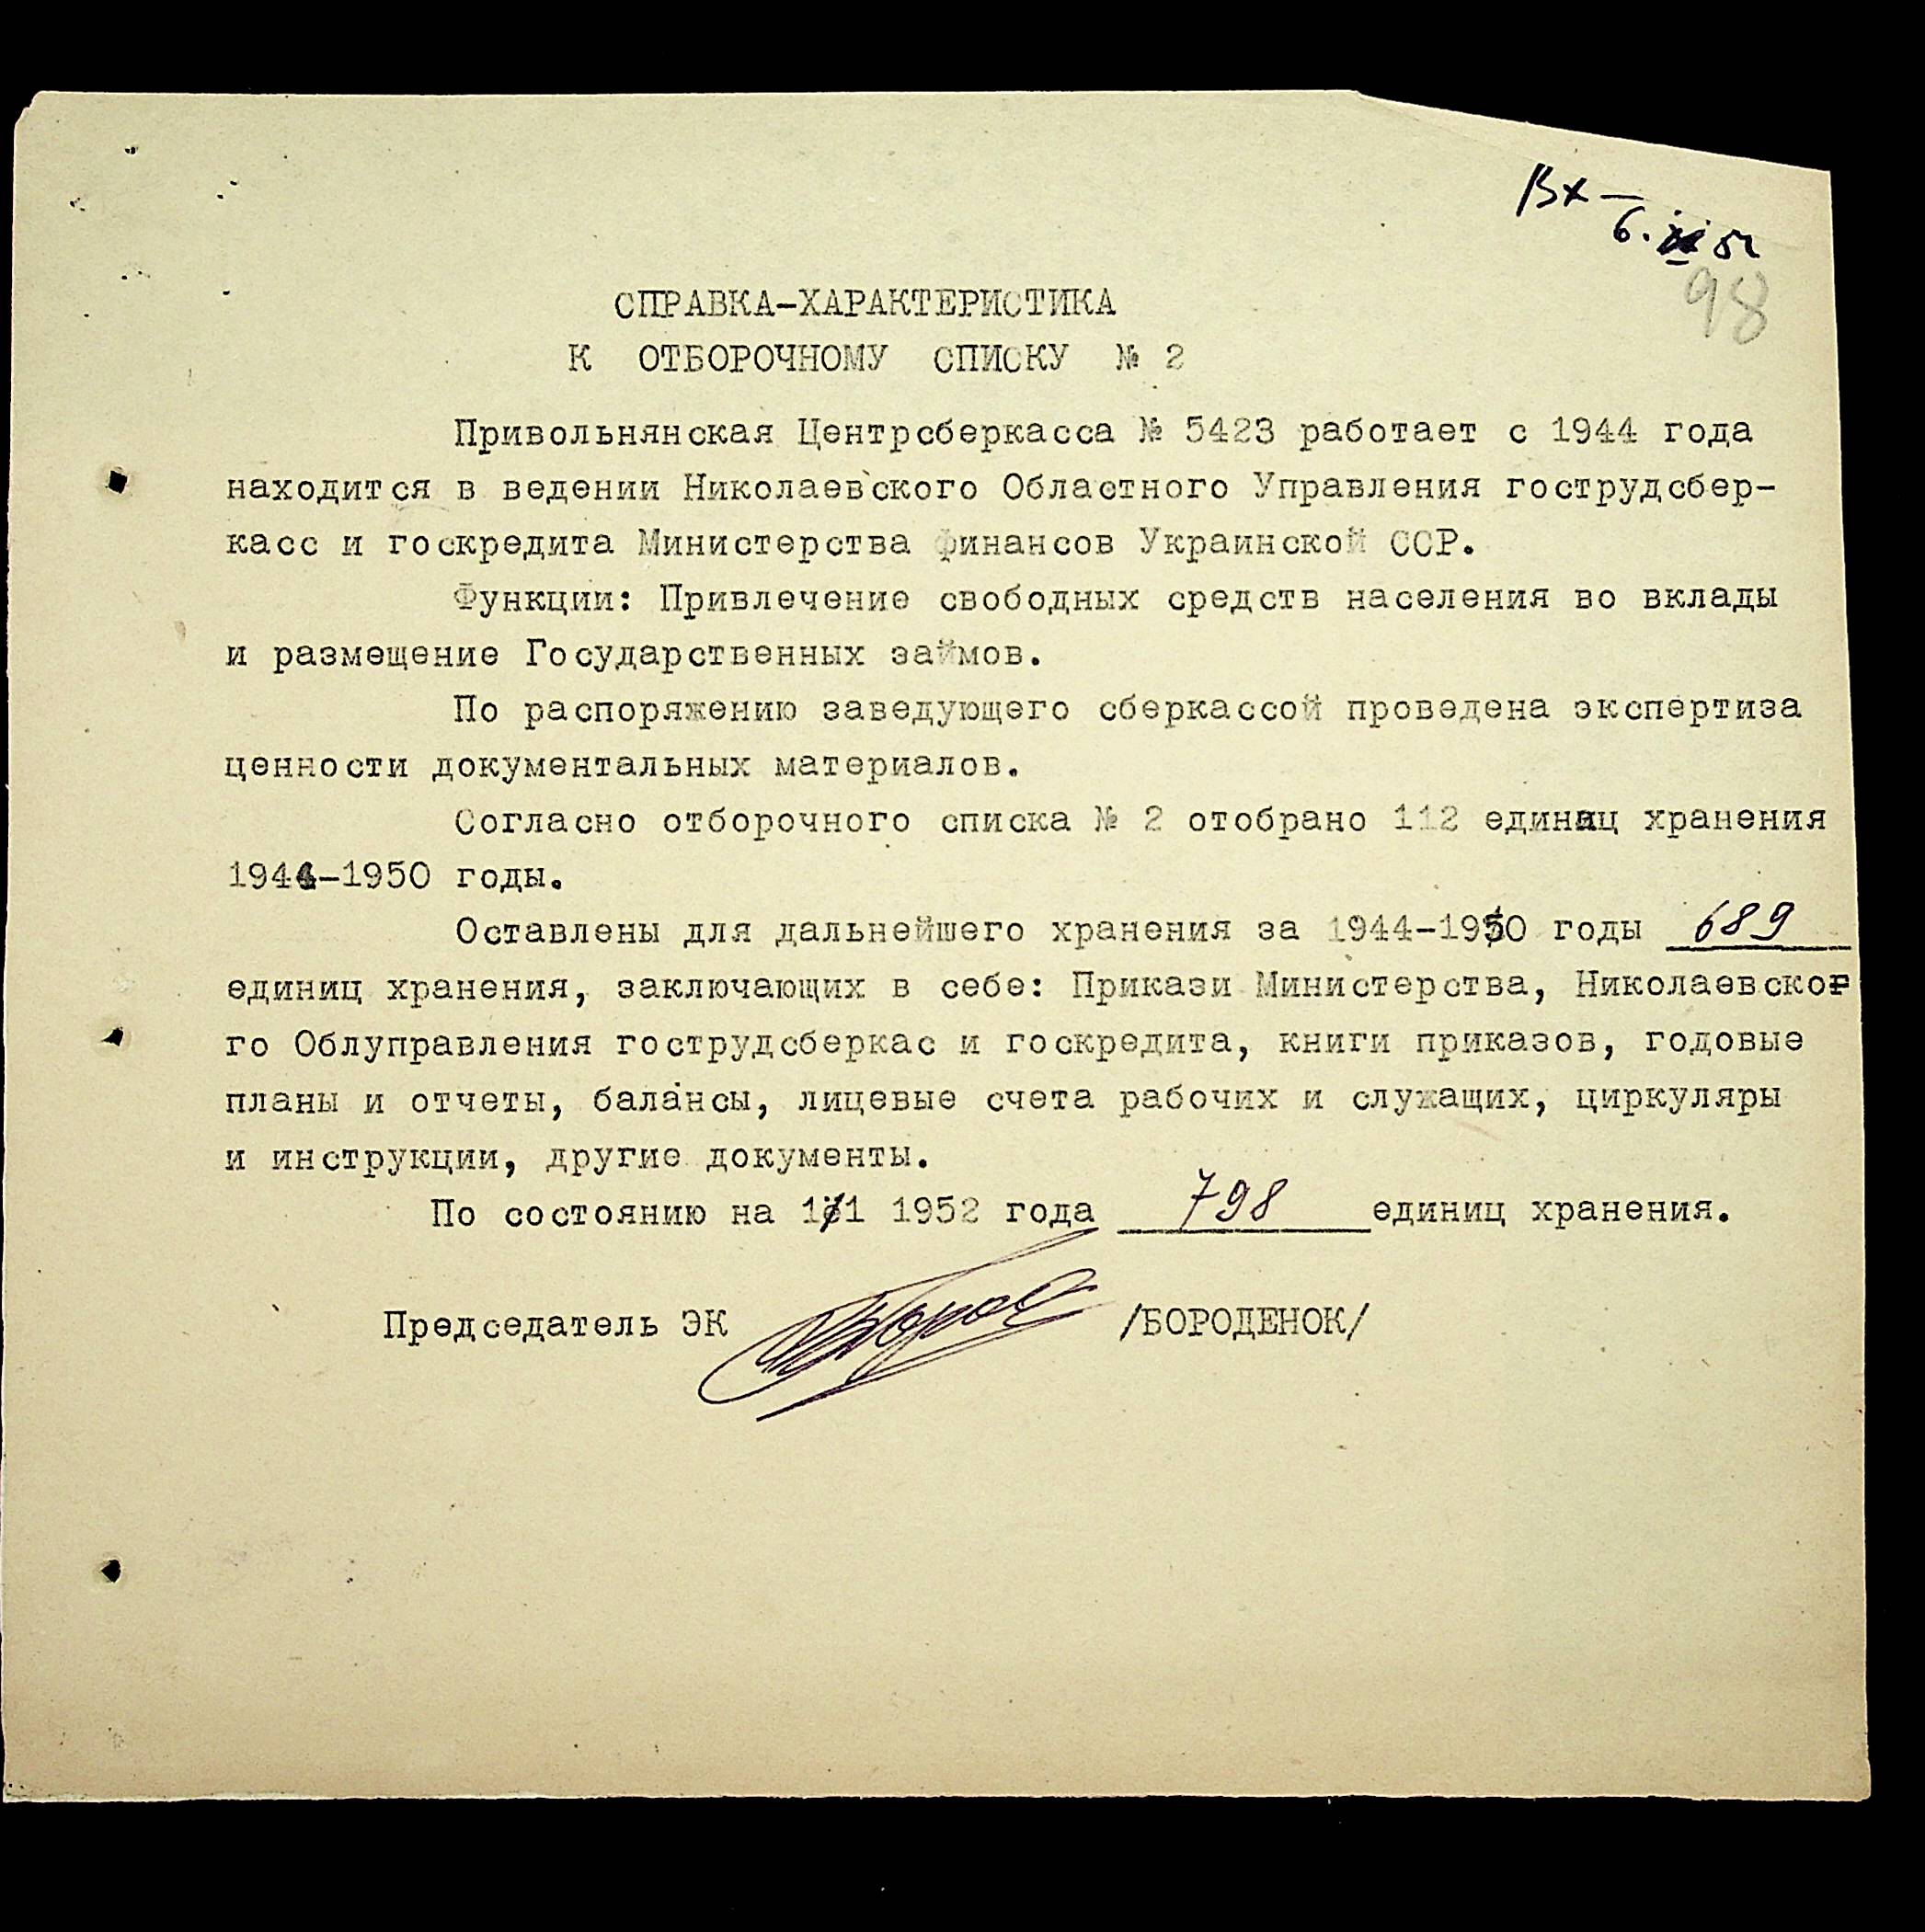 Вх —
6. 52
98
СПРАВКА-ХАРАКТЕРИСТИКА
К ОТБОРОЧНОМУ СПИСКУ № 2
Привольнянская Центрсберкасса № 5423 работает с 1944 года
находится в ведении Николаевского Областного Управления гострудсбер-
касс и госкредита Министерства финансов Украинской ССР.
Функции: Привлечение свободных средств населения во вклады
и размещение Государственных займов.
По распоряжению заведующего сберкассой проведена экспертиза
ценности документальных материалов.
Согласно отборочного списка № 2 отобрано 112 единиц хранения
1944-1950 годы.
Оставлены для дальнейшего хранения за 1944-1950 годы 689
единиц хранения, заключающих в себе: Прикази Министерства, Николаевског
го Облуправления гострудсберкас и госкредита, книги приказов, годовые
планы и отчеты, балансы, лицевые счета рабочих и служащих, циркуляры
и инструкции, другие документы.
По состоянию на 1/1 1952 года 798 единиц хранения.
Председатель ЭК /БОРОДЕНОК/